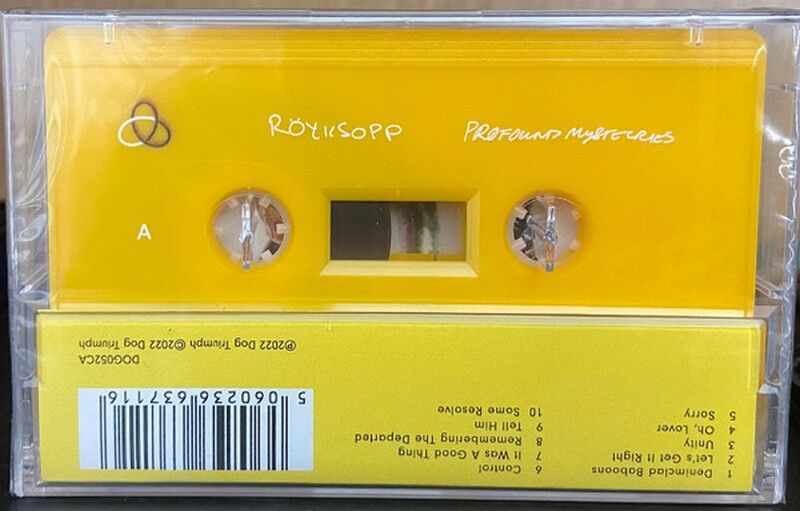 RÖYKSOPP
PROFOUND MYSTERIES
A
1 Denimclad Baboons
2 Let's Get It Right
3 Unity
4 Oh, Lover
5 Sorry
6 Control
7 It Was A Good Thing
8 Remembering The Departed
9 Tell Him
10 Some Resolve
5 060236 637116
DOG052CA
℗2022 Dog Triumph ©2022 Dog Triumph